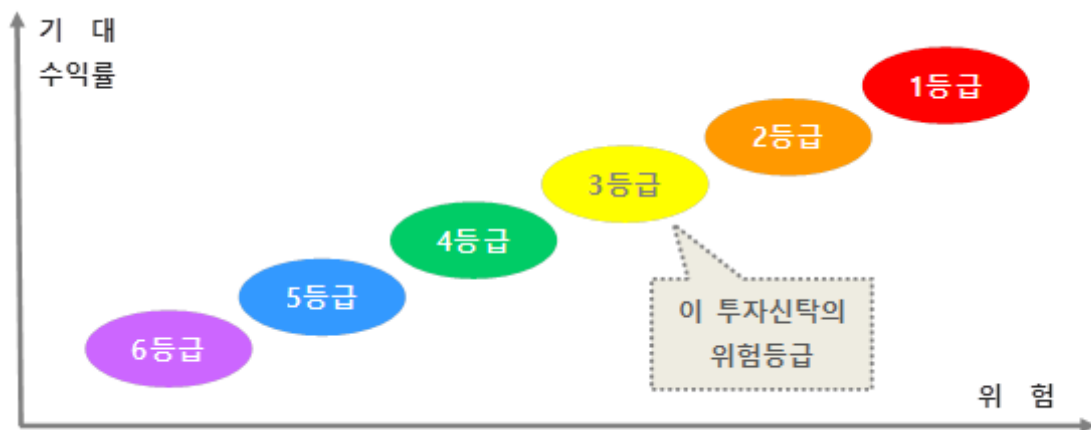 기 대
수익률
1등급
2등급
3등급
4등급
5등급
6등급
이 투자신탁의
위험등급
위 험